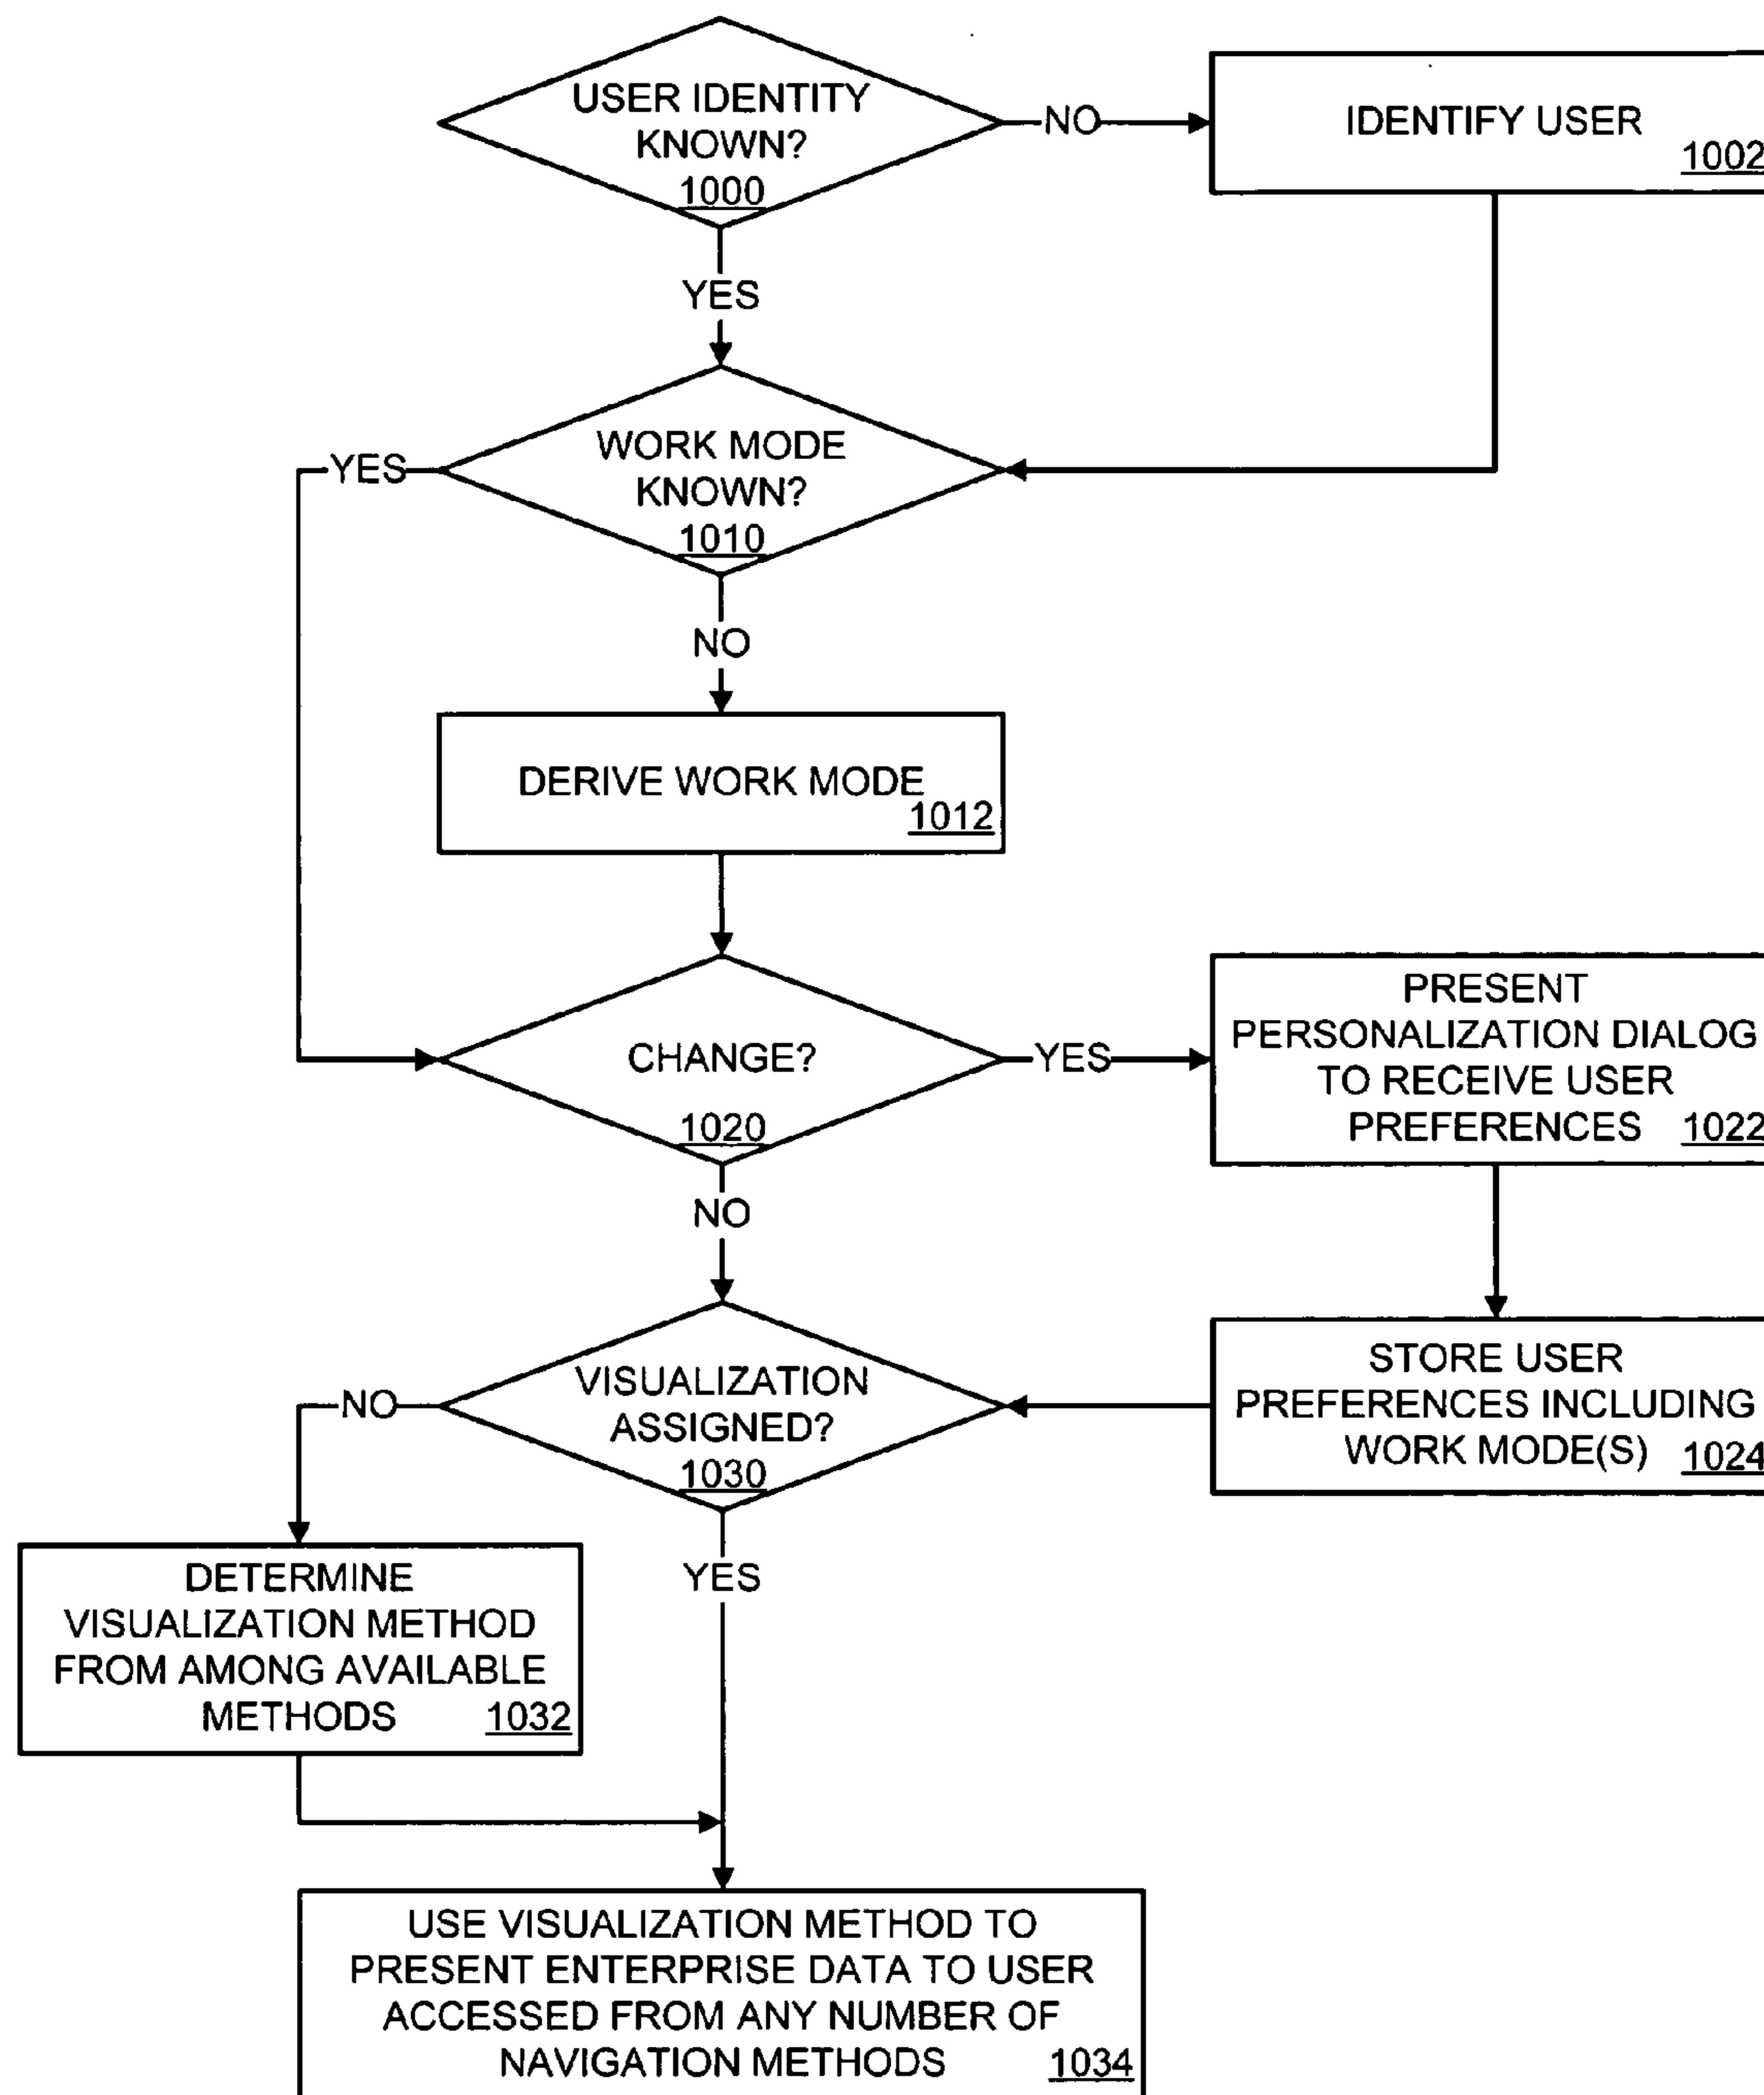 USER IDENTITY
KNOWN?
1000
NO
IDENTIFY USER
1002
YES
WORK MODE
KNOWN?
1010
YES
NO
DERIVE WORK MODE
1012
CHANGE?
1020
YES
PRESENT
PERSONALIZATION DIALOG
TO RECEIVE USER
PREFERENCES 1022
NO
STORE USER
PREFERENCES INCLUDING
WORK MODE(S) 1024
VISUALIZATION
ASSIGNED?
1030
NO
YES
DETERMINE
VISUALIZATION METHOD
FROM AMONG AVAILABLE
METHODS 1032
USE VISUALIZATION METHOD TO
PRESENT ENTERPRISE DATA TO USER
ACCESSED FROM ANY NUMBER OF
NAVIGATION METHODS 1034